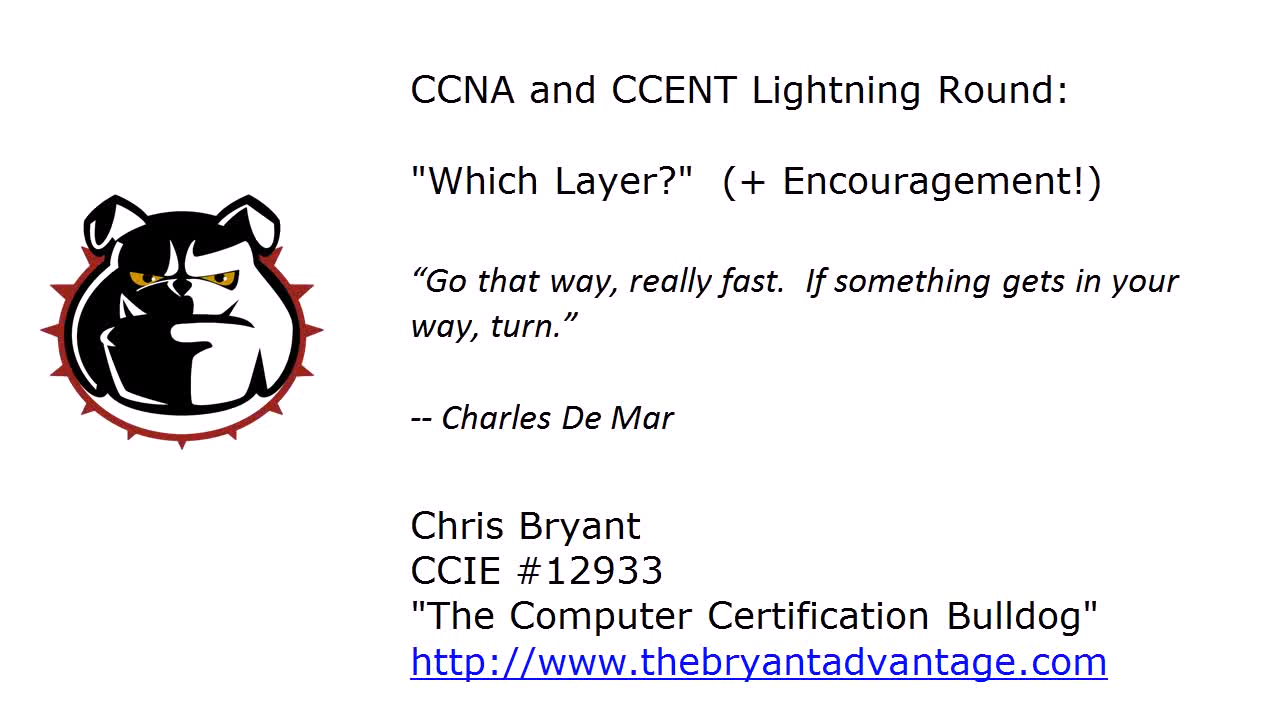 CCNA and CCENT Lightning Round:
"Which Layer?"  (+ Encouragement!)
“Go that way, really fast.  If something gets in your
way, turn.”
-- Charles De Mar
Chris Bryant
CCIE #12933
"The Computer Certification Bulldog"
http://www.thebryantadvantage.com